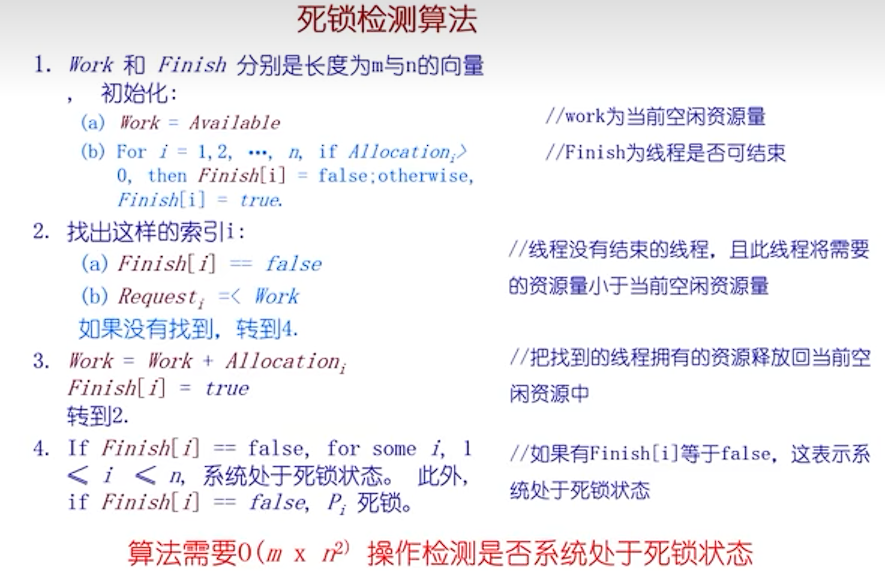 死锁检测算法
1. Work 和 Finish 分别是长度为m与n的向量
， 初始化:
(a) Work = Available
//work为当前空闲资源量
(b) For i = 1,2, …, n, if Allocationᵢ>
//Finish为线程是否可结束
0, then Finish[i] = false;otherwise,
Finish[i] = true.
2. 找出这样的索引i:
(a) Finish[i] == false
(b) Requestᵢ =< Work
如果没有找到，转到4.
//线程没有结束的线程，且此线程将需要
的资源量小于当前空闲资源量
3. Work = Work + Allocationᵢ
Finish[i] = true
转到2.
//把找到的线程拥有的资源释放回当前空
闲资源中
4. If Finish[i] == false, for some i, 1
≤ i ≤ n, 系统处于死锁状态。 此外,
if Finish[i] == false, Pᵢ 死锁。
//如果有Finish[i]等于false，这表示系
统处于死锁状态
算法需要O(m x n²) 操作检测是否系统处于死锁状态